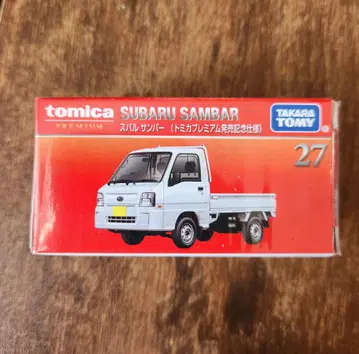 tomica
PREMIUM
SUBARU SAMBAR
スバル サンバー (トミカプレミアム発売記念仕様)
TAKARA
TOMY
27